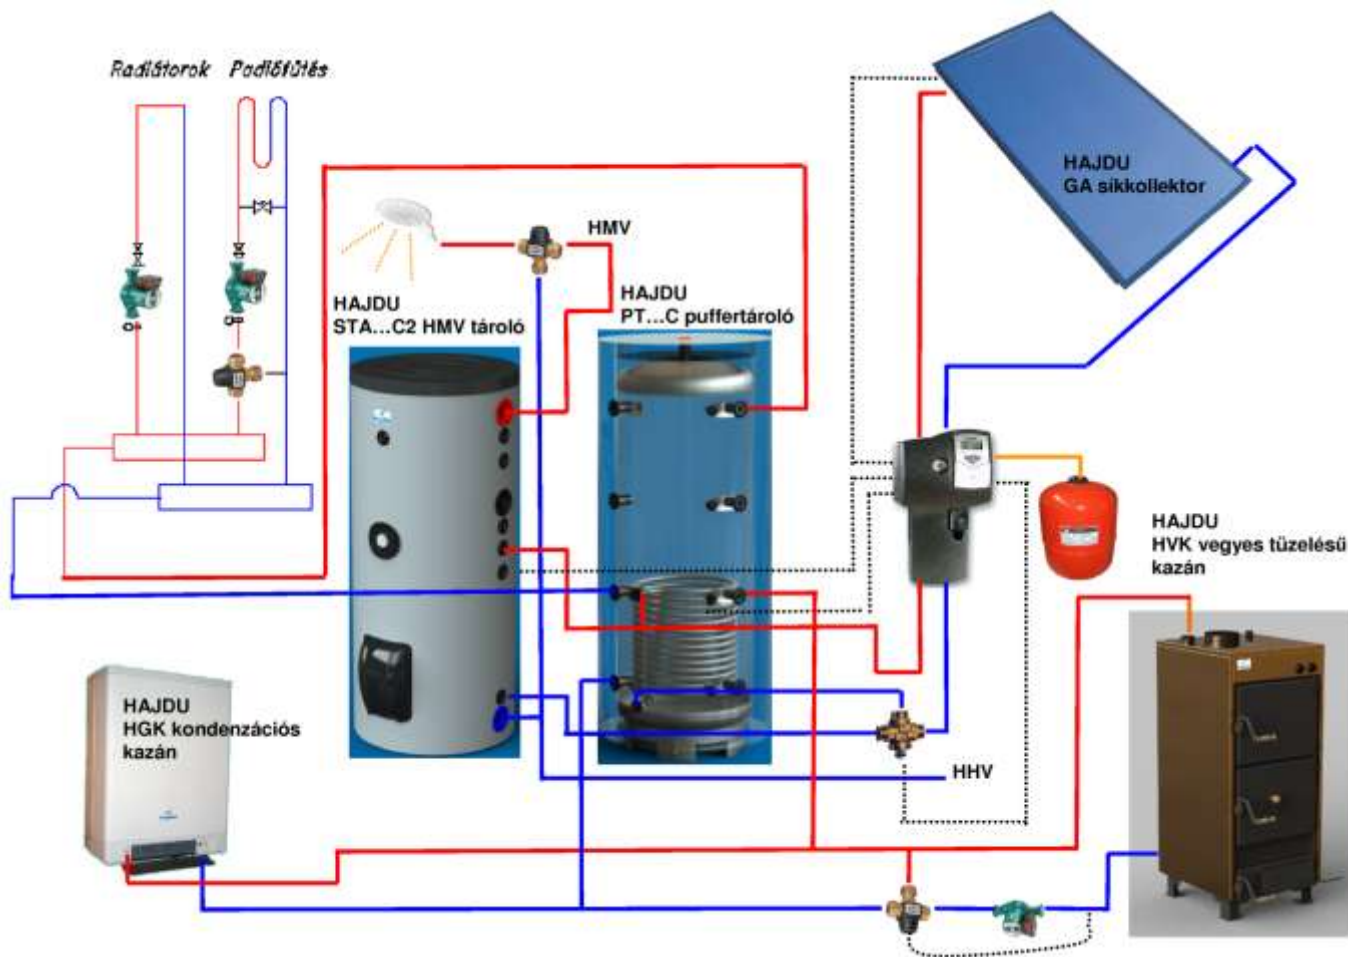 Radiátorok Padlófűtés
HAJDU
GA síkkollektor
HMV
HAJDU
STA...C2 HMV tároló
HAJDU
PT...C puffertároló
HAJDU
HVK vegyes tüzelésű
kazán
HAJDU
HGK kondenzációs
kazán
HHV